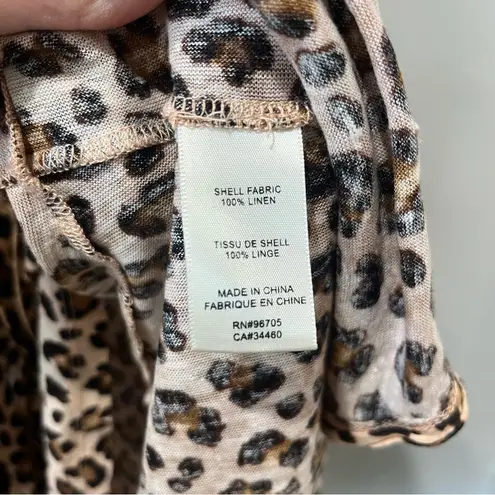 SHELL FABRIC
100% LINEN
TISSU DE SHELL
100% LINGE
MADE IN CHINA
FABRIQUE EN CHINE
RN#96705
CA#34460